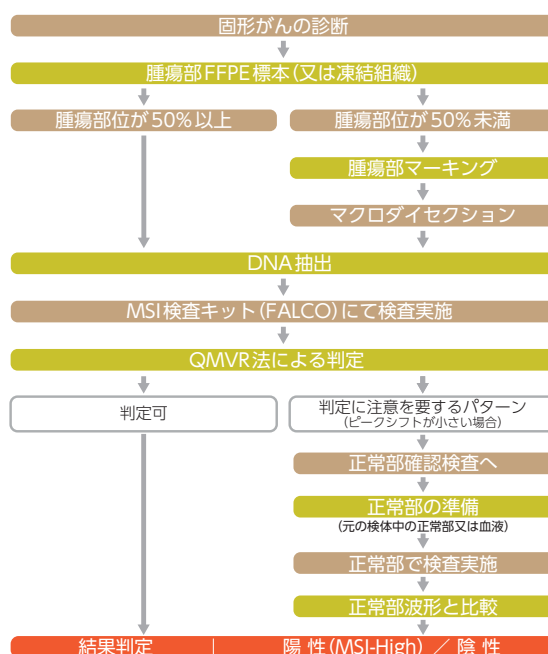 固形がんの診断
腫瘍部FFPE標本(又は凍結組織)
腫瘍部位が50%以上
腫瘍部位が50%未満
腫瘍部マーキング
マクロダイセクション
DNA抽出
MSI検査キット(FALCO)にて検査実施
QMVR法による判定
判定可
判定に注意を要するパターン
(ピークシフトが小さい場合)
正常部確認検査へ
正常部の準備
(元の検体中の正常部又は血液)
正常部で検査実施
正常部波形と比較
結果判定 | 陽 性(MSI-High) ／ 陰 性